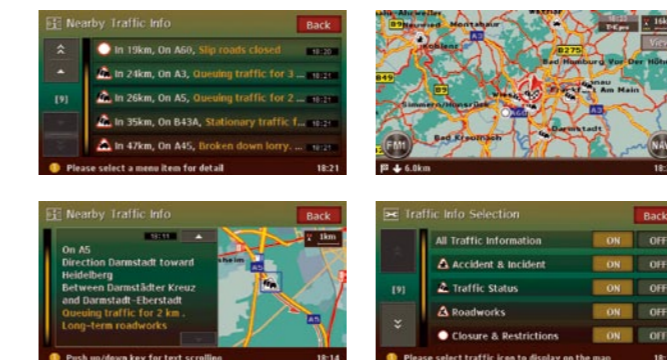 Nearby Traffic Info
Back
In 19km, On A60, Slip roads closed
18:20
In 24km, On A3, Queuing traffic for 3 ...
18:21
[9]
In 26km, On A5, Queuing traffic for 2 ...
18:21
In 35km, On B43A, Stationary traffic f...
18:21
In 47km, On A45, Broken down lorry. ...
18:21
Please select a menu item for detail
18:21
Montabaur
B9
A3
Koblenz
B275
Bad Homburg Vor Der Höhe
B49
B9
Am Main
Simmern/Hunsrück
A60
A3
Darmstadt
Bad Kreuznach
FM1
NAV
6.0km
Nearby Traffic Info
Back
18:11
1km
On A5
Direction Darmstadt toward
Heidelberg
Between Darmstädter Kreuz
and Darmstadt-Eberstadt
Queuing traffic for 2 km .
Long-term roadworks
A5
A5
Push up/down key for text scrolling
18:14
Traffic Info Selection
Back
All Traffic Information
ON
OFF
Accident & Incident
ON
OFF
[9]
Traffic Status
ON
OFF
Roadworks
ON
OFF
Closure & Restrictions
ON
OFF
Please select traffic icon to display on the map